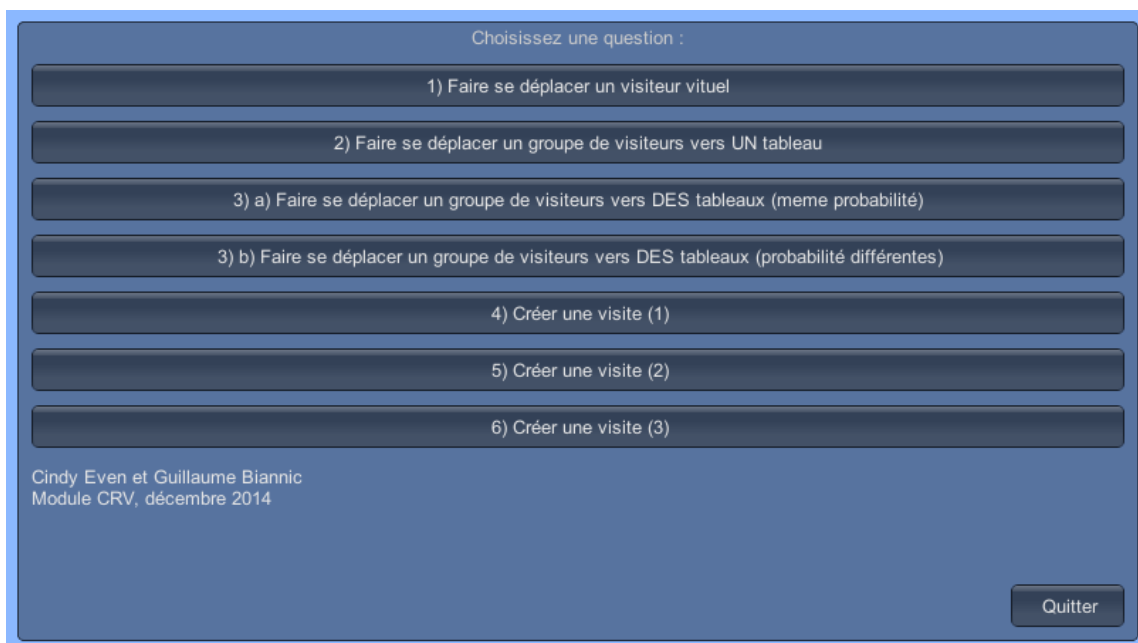 Choisissez une question :
1) Faire se déplacer un visiteur vituel
2) Faire se déplacer un groupe de visiteurs vers UN tableau
3) a) Faire se déplacer un groupe de visiteurs vers DES tableaux (meme probabilité)
3) b) Faire se déplacer un groupe de visiteurs vers DES tableaux (probabilité différentes)
4) Créer une visite (1)
5) Créer une visite (2)
6) Créer une visite (3)
Cindy Even et Guillaume Biannic
Module CRV, décembre 2014
Quitter